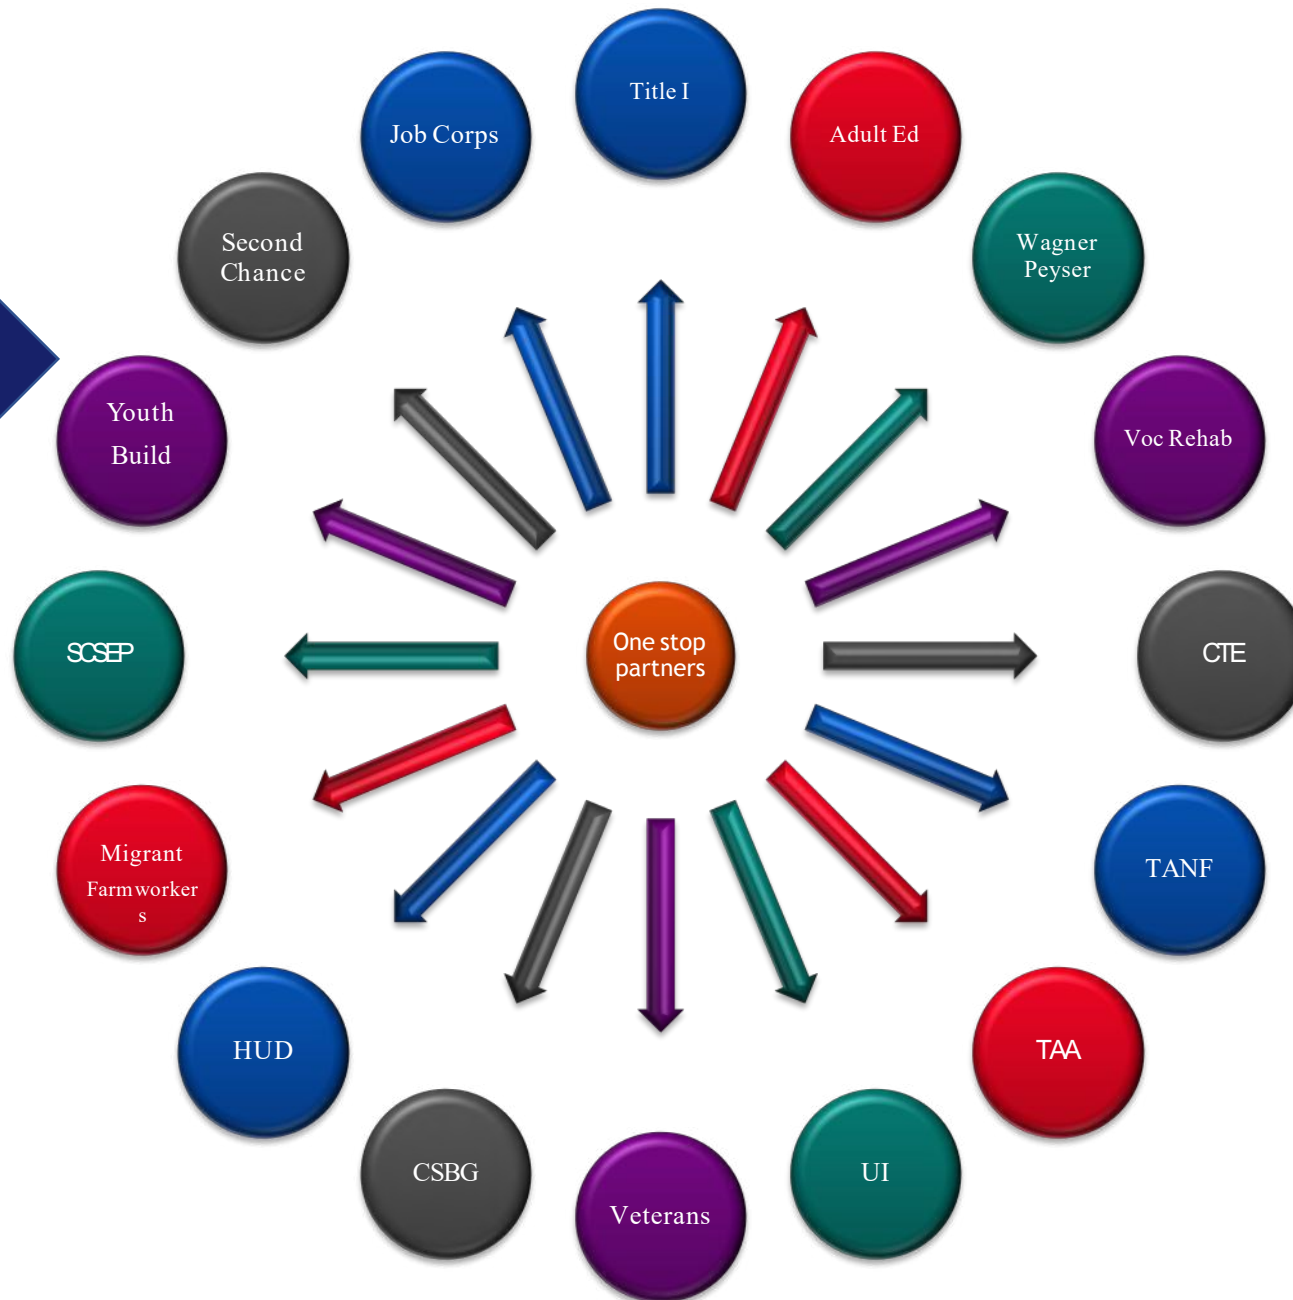 Title I
Job Corps
Adult Ed
Second
Chance
Wagner
Peyser
Youth
Build
Voc Rehab
One stop
partners
SCSEP
CTE
Migrant
Farmworker
s
TANF
HUD
TAA
CSBG
UI
Veterans